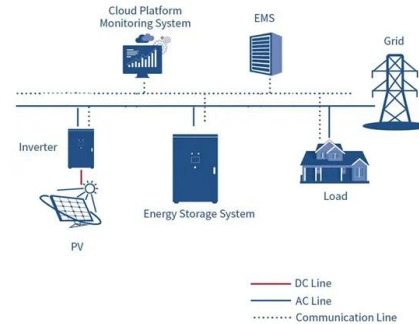 Cloud Platform
Monitoring System
EMS
Grid
Inverter
Energy Storage System
Load
PV
DC Line
AC Line
Communication Line